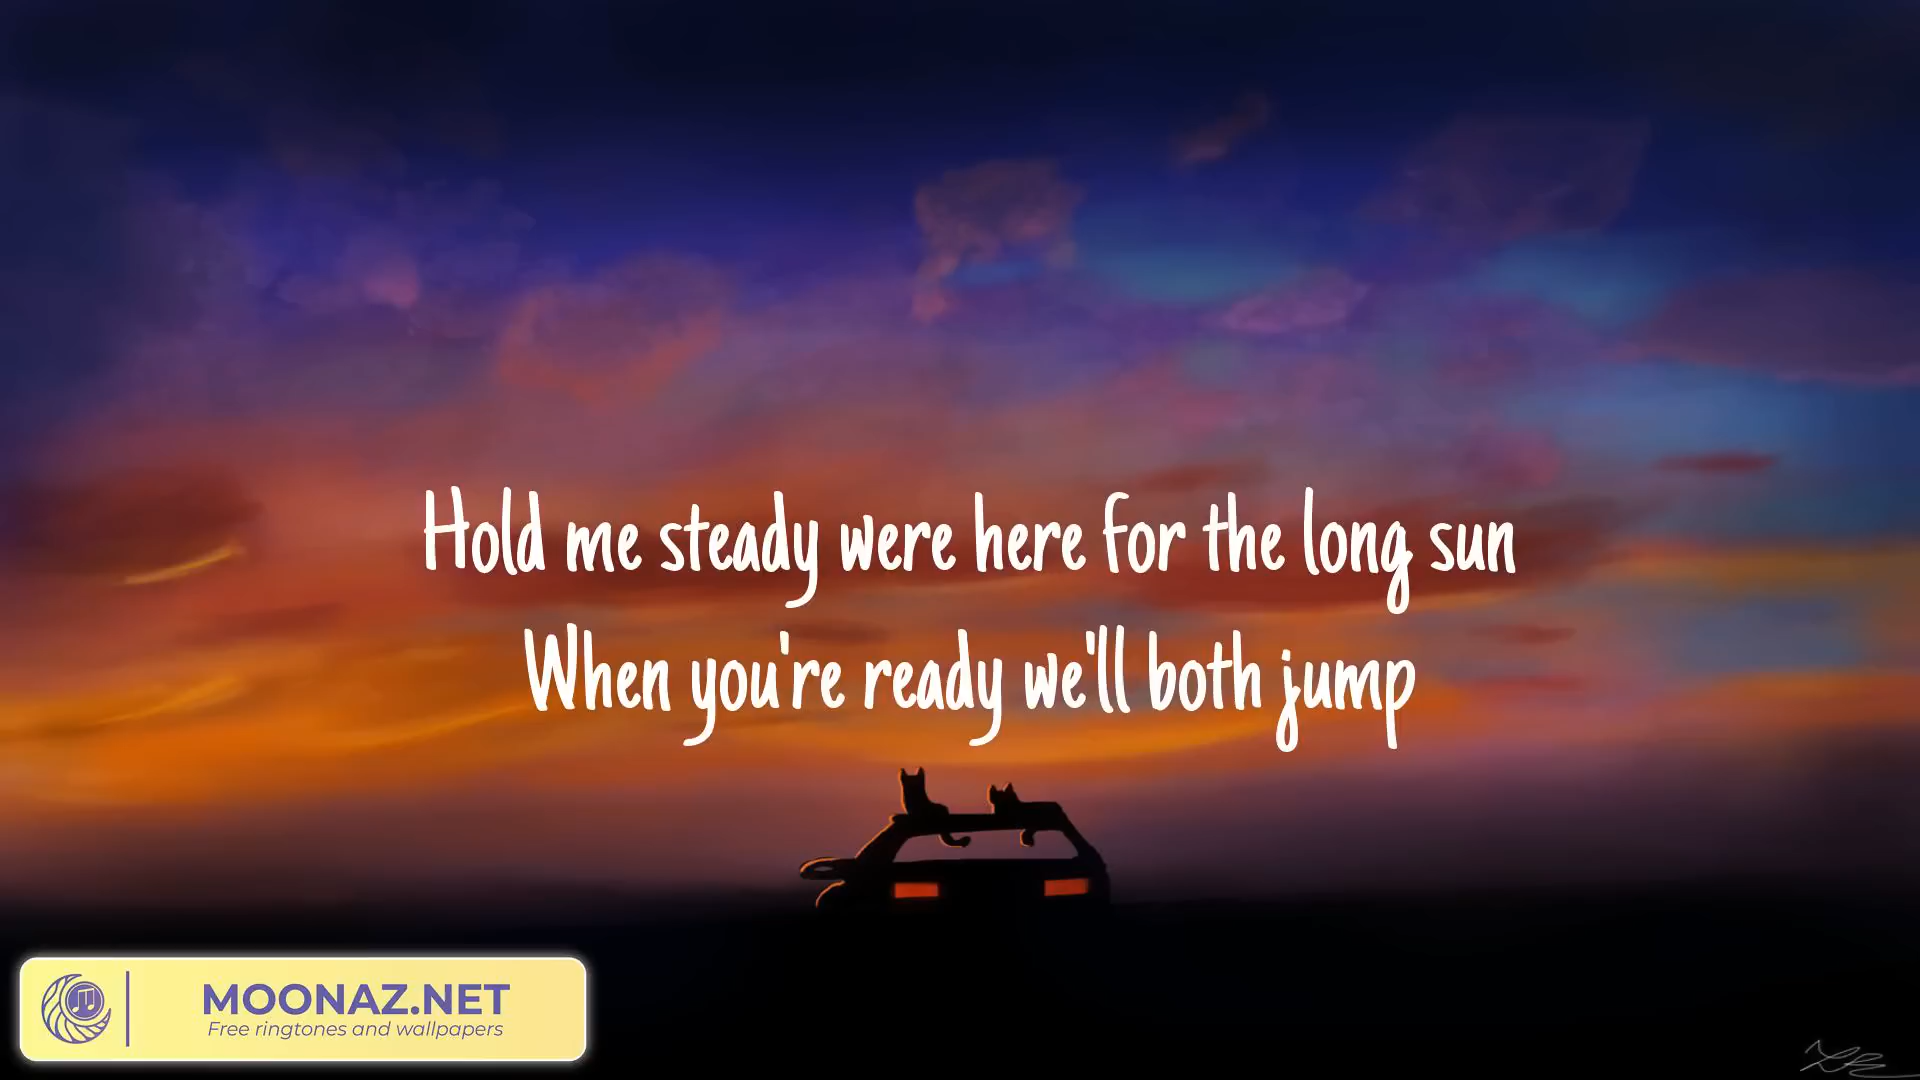 Hold me steady were here for the long sun
When you're ready we'll both jump
MOONAZ.NET
Free ringtones and wallpapers